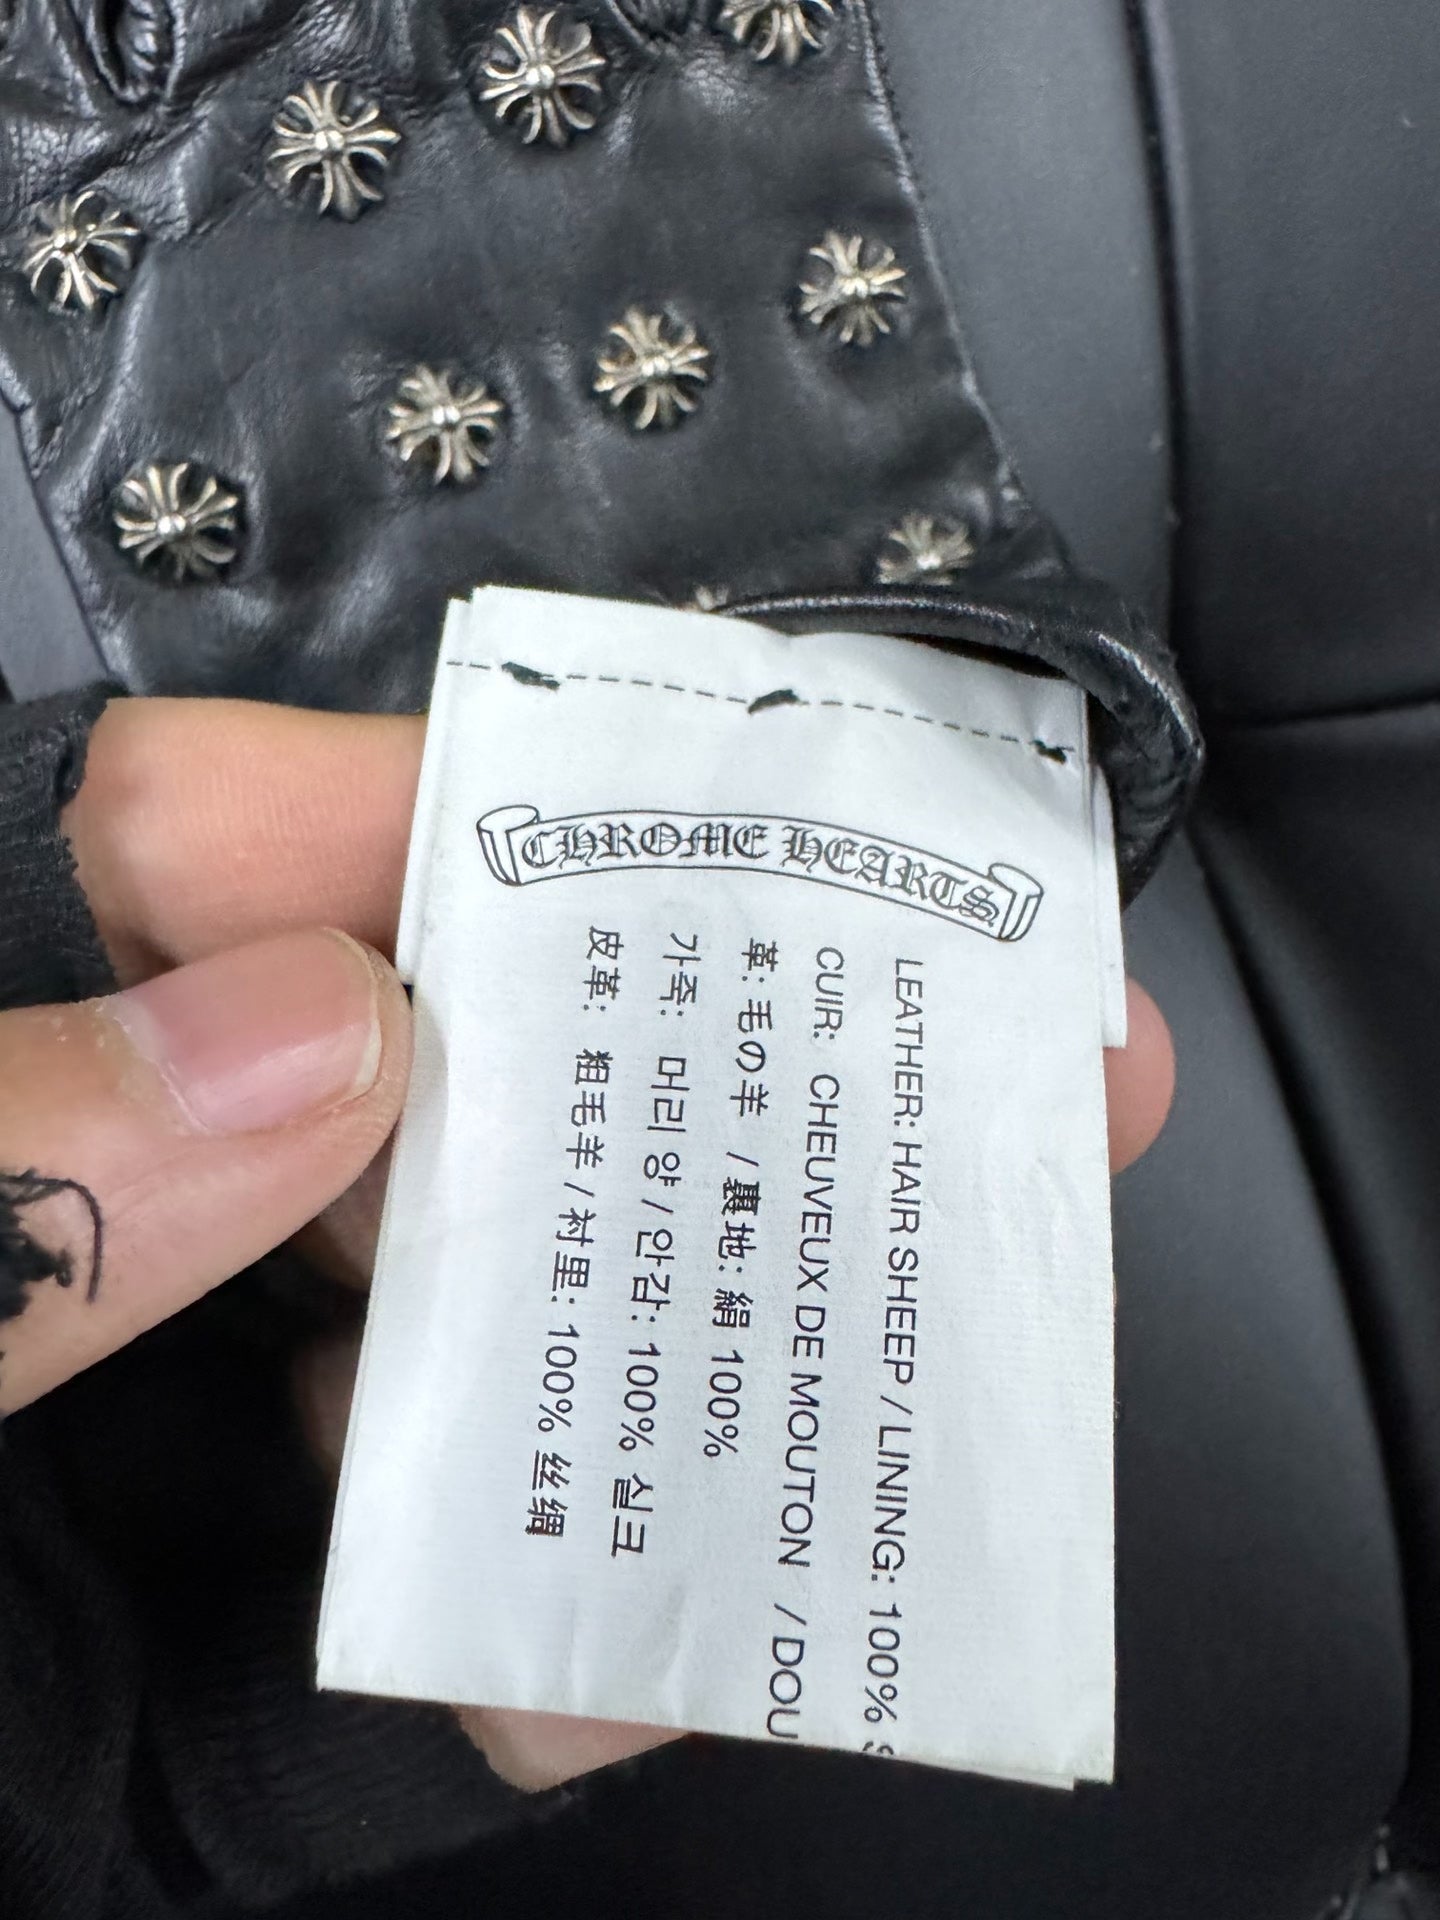 CHROME HEARTS
LEATHER: HAIR SHEEP / LINING: 100% S
CUIR: CHEUVEUX DE MOUTON / DOU
革: 毛の羊 / 裏地: 絹 100%
가죽: 머리 양 / 안감: 100% 실크
皮革: 粗毛羊 / 衬里: 100% 丝绸